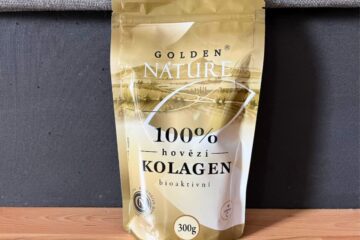 GOLDEN®
NATURE
100%
hovězí
KOLAGEN
bioaktivní
300g